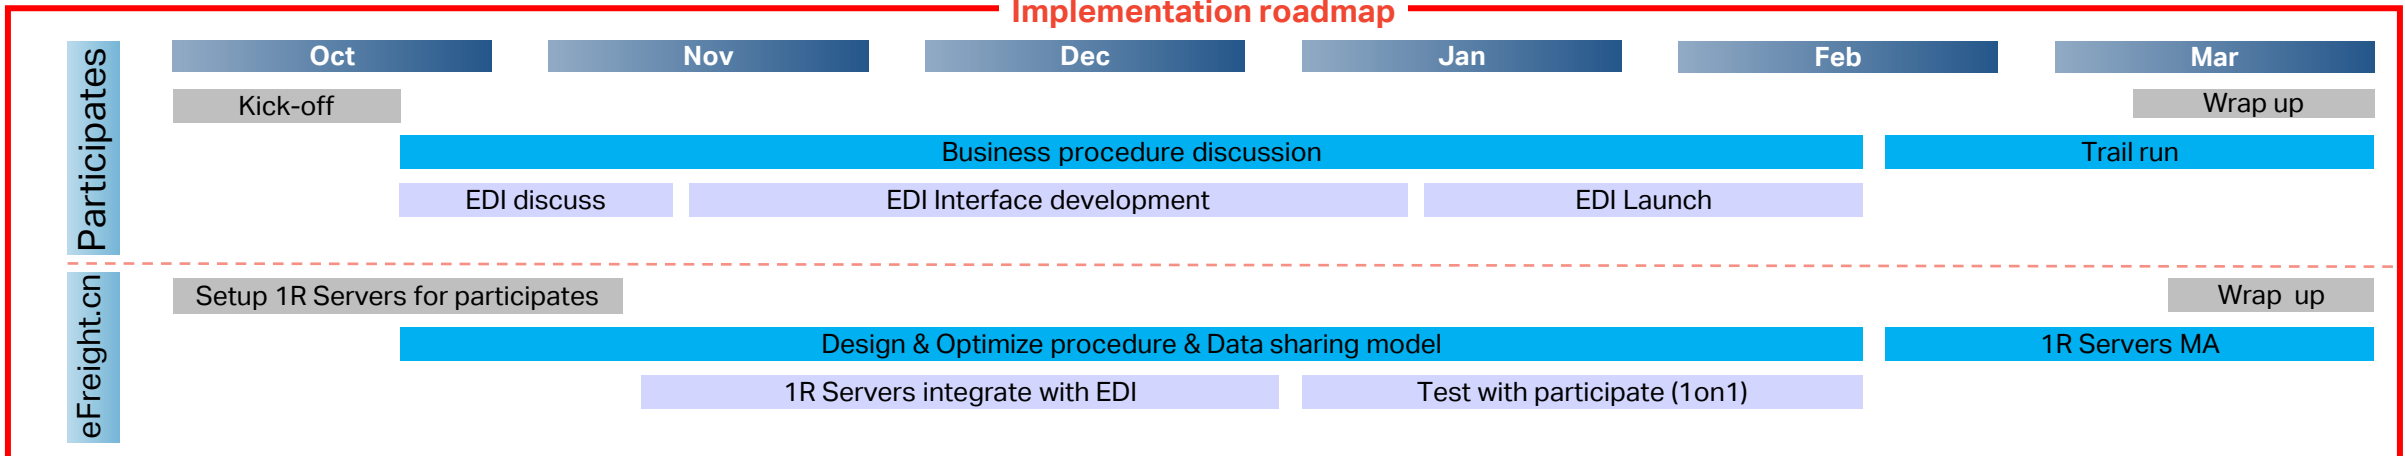 Implementation roadmap
Oct
Nov
Dec
Jan
Feb
Mar
Participates
Kick-off
Wrap up
Business procedure discussion
Trail run
EDI discuss
EDI Interface development
EDI Launch
eFreight.cn
Setup 1R Servers for participates
Wrap  up
Design & Optimize procedure & Data sharing model
1R Servers MA
1R Servers integrate with EDI
Test with participate (1on1)